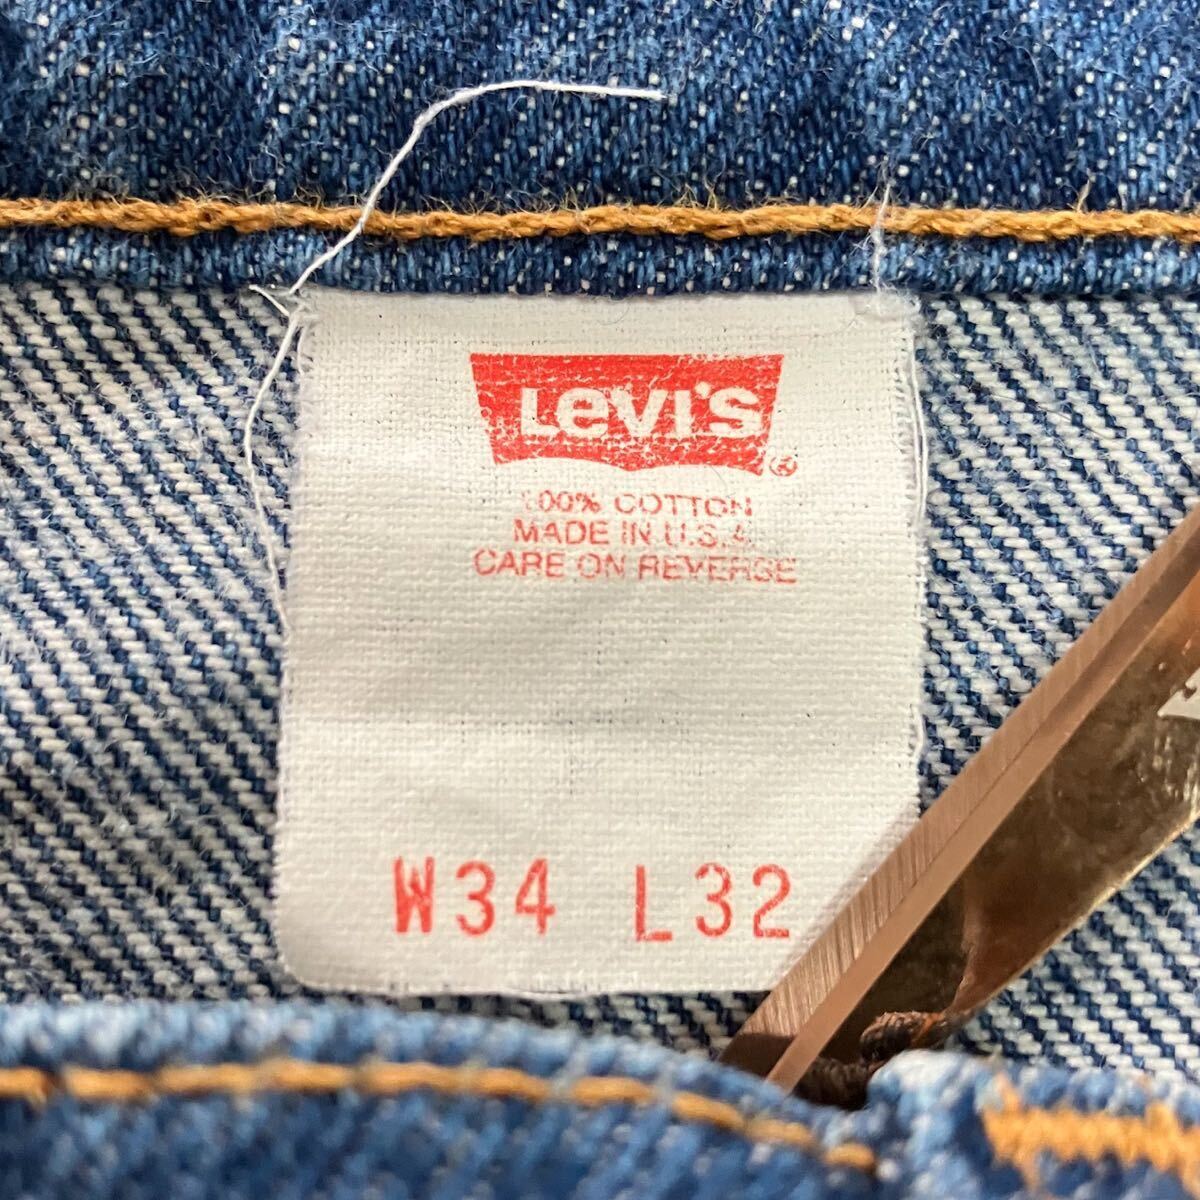 Levi's ®
100% COTTON
MADE IN U.S.A.
CARE ON REVERSE
W34 L32